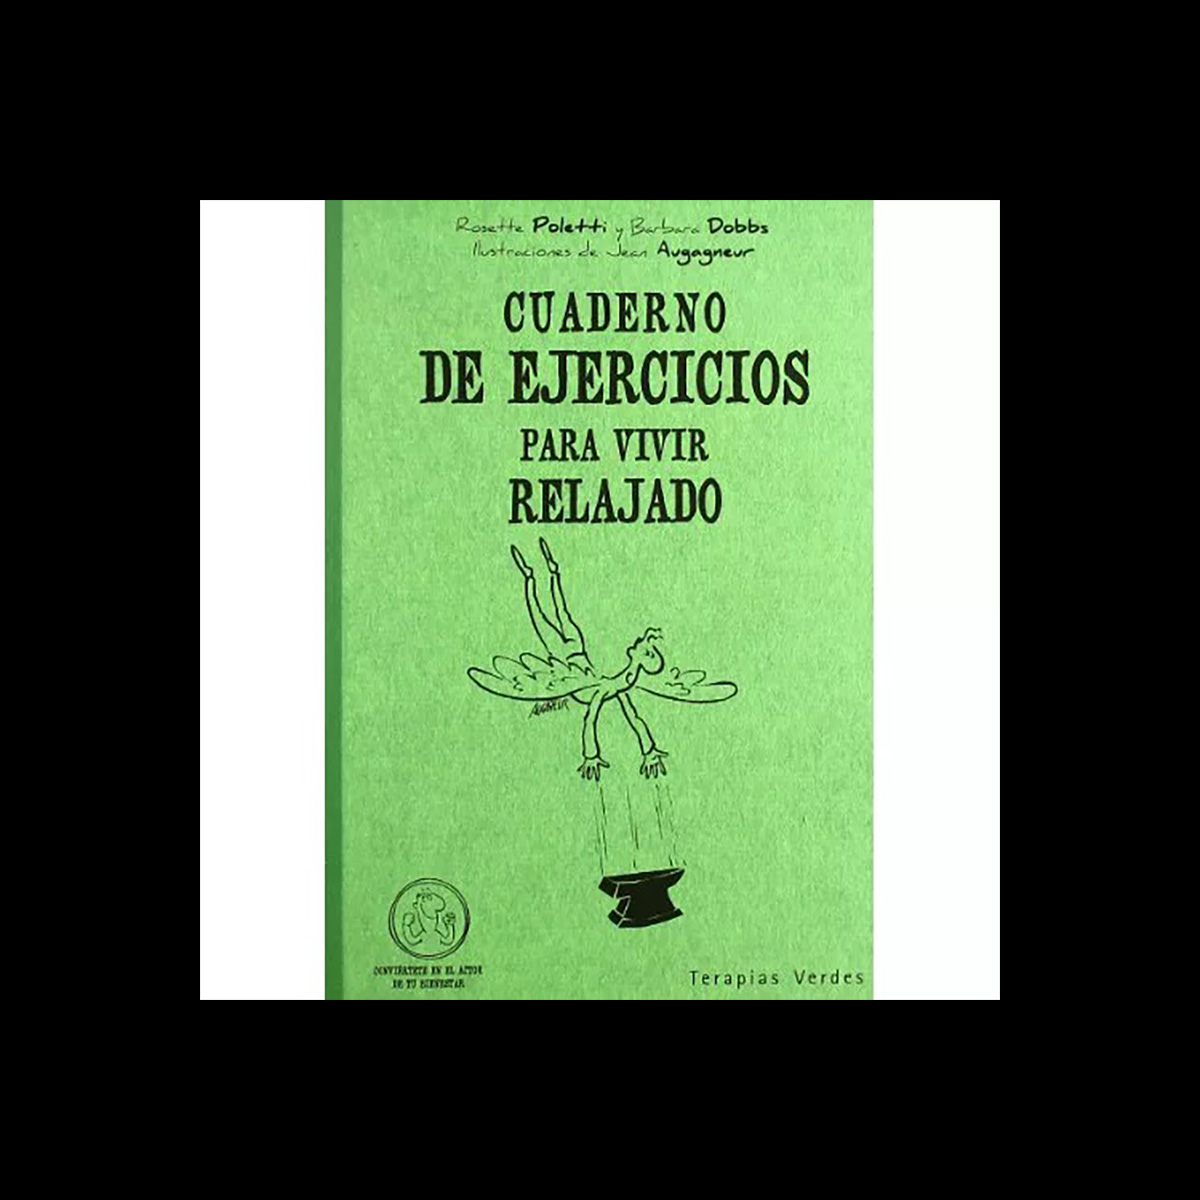 Rosette Poletti y Barbara Dobbs
Ilustraciones de Jean Augagneur
CUADERNO
DE EJERCICIOS
PARA VIVIR
RELAJADO
AUGAGNEUR
CONVIÉRTETE EN EL ACTOR
DE TU BIENESTAR
Terapias Verdes